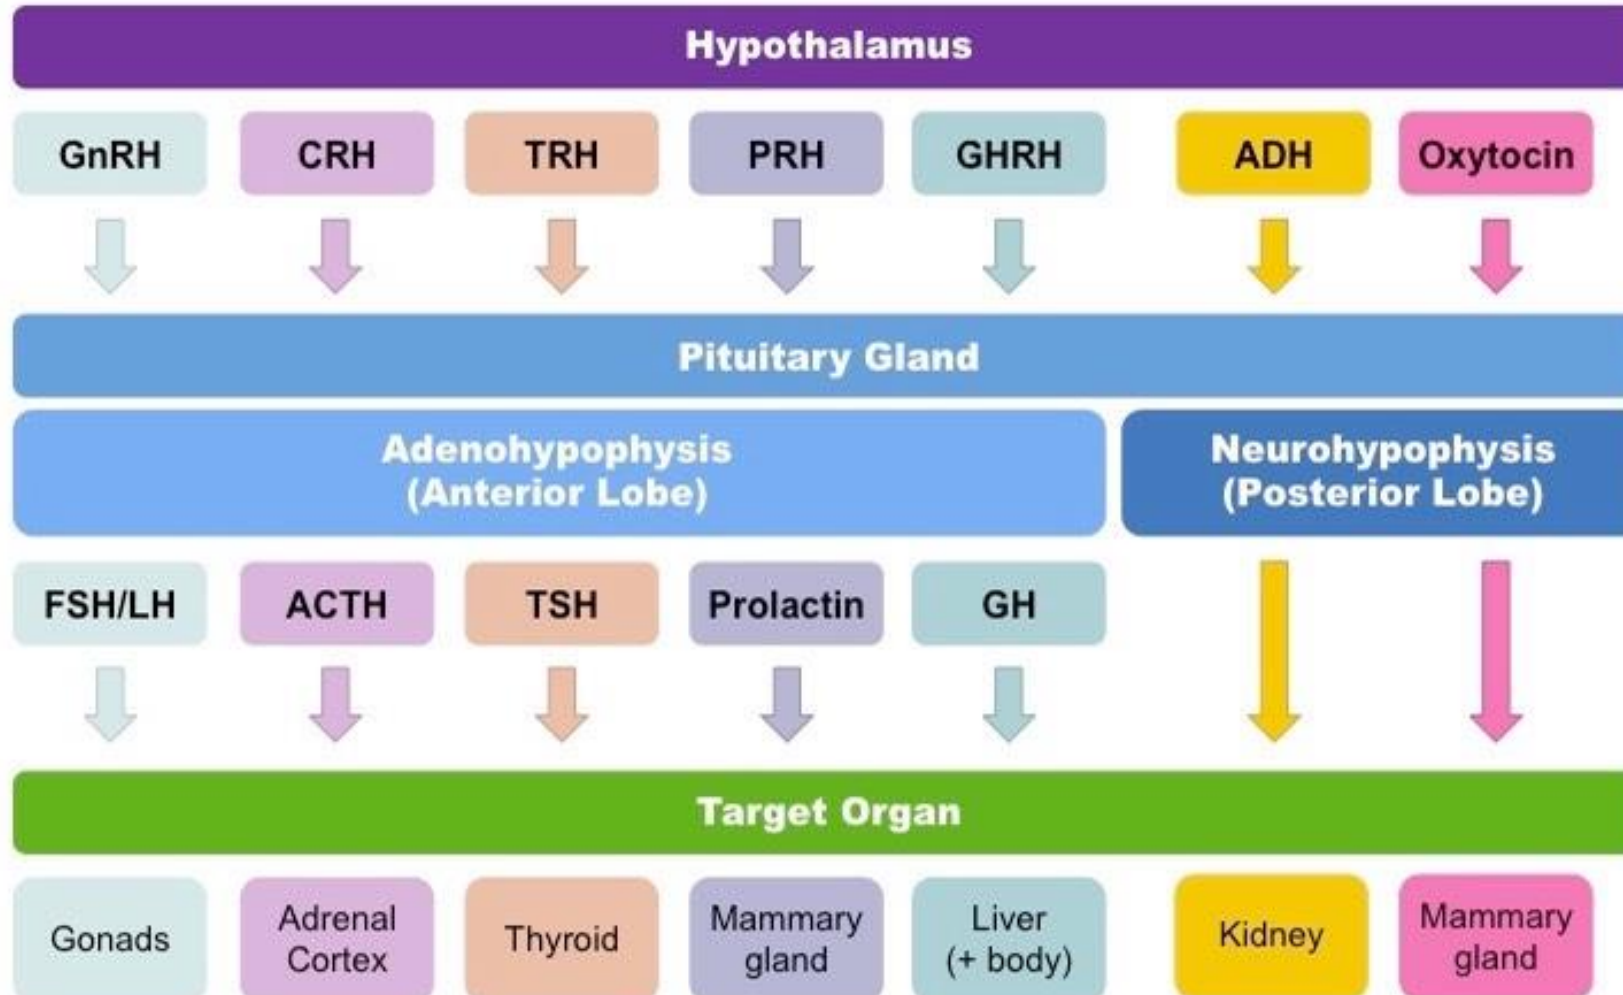 Hypothalamus
GnRH
CRH
TRH
PRH
GHRH
ADH
Oxytocin
Pituitary Gland
Adenohypophysis
(Anterior Lobe)
Neurohypophysis
(Posterior Lobe)
FSH/LH
ACTH
TSH
Prolactin
GH
Target Organ
Gonads
Adrenal
Cortex
Thyroid
Mammary
gland
Liver
(+ body)
Kidney
Mammary
gland